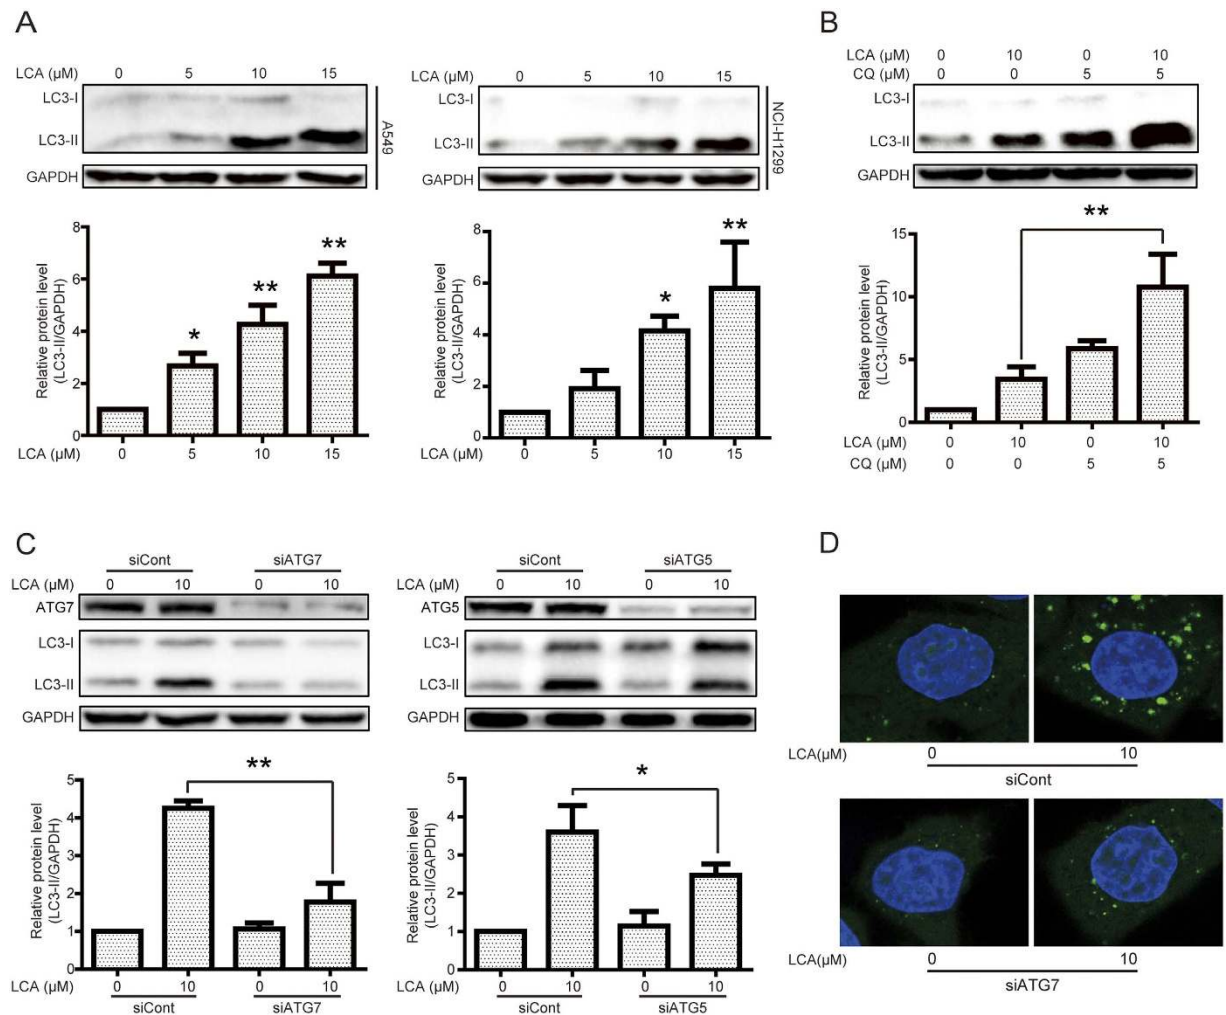 A
LCA (μM) 0 5 10 15
LC3-I
LC3-II
GAPDH
A549
Relative protein level
(LC3-II/GAPDH)
8
6
4
2
0
* ** **
LCA (μM) 0 5 10 15
LCA (μM) 0 5 10 15
LC3-I
LC3-II
GAPDH
NCI-H1299
Relative protein level
(LC3-II/GAPDH)
8
6
4
2
0
* **
LCA (μM) 0 5 10 15
B
LCA (μM) 0 10 0 10
CQ (μM) 0 0 5 5
LC3-I
LC3-II
GAPDH
**
Relative protein level
(LC3-II/GAPDH)
15
10
5
0
LCA (μM) 0 10 0 10
CQ (μM) 0 0 5 5
C
siCont siATG7
LCA (μM) 0 10 0 10
ATG7
LC3-I
LC3-II
GAPDH
**
Relative protein level
(LC3-II/GAPDH)
5
4
3
2
1
0
LCA (μM) 0 10 0 10
siCont siATG7
siCont siATG5
LCA (μM) 0 10 0 10
ATG5
LC3-I
LC3-II
GAPDH
*
Relative protein level
(LC3-II/GAPDH)
5
4
3
2
1
0
LCA (μM) 0 10 0 10
siCont siATG5
D
LCA(μM) 0 10
siCont
LCA(μM) 0 10
siATG7